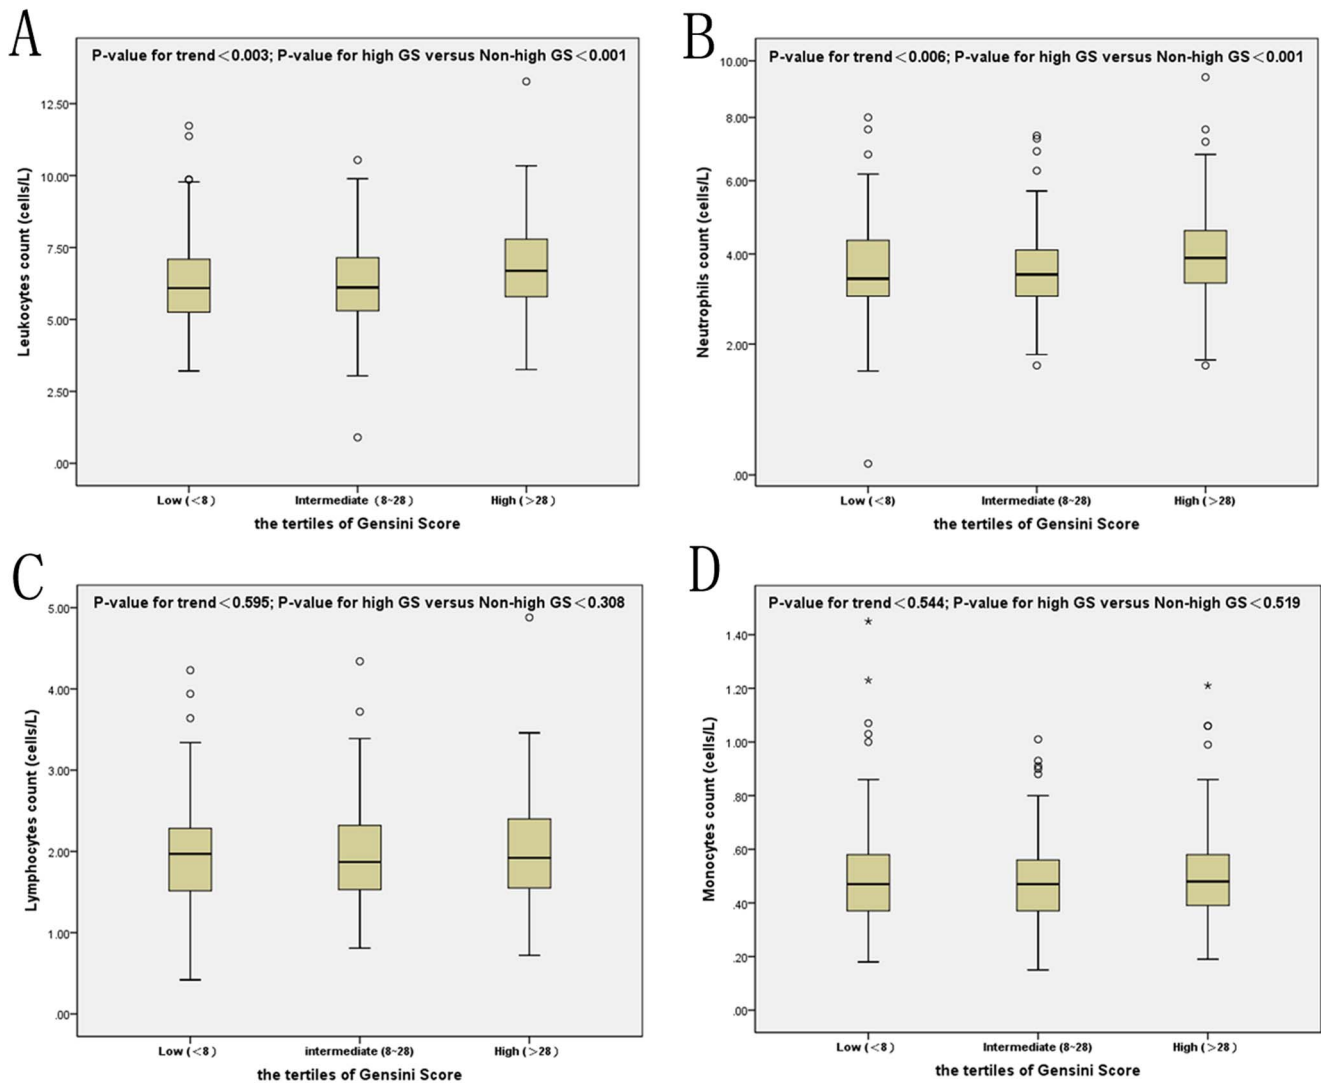 A
P-value for trend<0.003; P-value for high GS versus Non-high GS<0.001
Leukocytes count (cells/L)
12.50
10.00
7.50
5.00
2.50
.00
Low (<8)
Intermediate (8~28)
High (>28)
the tertiles of Gensini Score
B
P-value for trend<0.006; P-value for high GS versus Non-high GS<0.001
Neutrophils count (cells/L)
10.00
8.00
6.00
4.00
2.00
.00
Low (<8)
Intermediate (8~28)
High (>28)
the tertiles of Gensini Score
C
P-value for trend<0.595; P-value for high GS versus Non-high GS<0.308
Lymphocytes count (cells/L)
5.00
4.00
3.00
2.00
1.00
.00
Low (<8)
intermediate (8~28)
High (>28)
the tertiles of Gensini Score
D
P-value for trend<0.544; P-value for high GS versus Non-high GS<0.519
Monocytes count (cells/L)
1.40
1.20
1.00
.80
.60
.40
.20
.00
Low (<8)
Intermediate (8~28)
High (>28)
the tertiles of Gensini Score